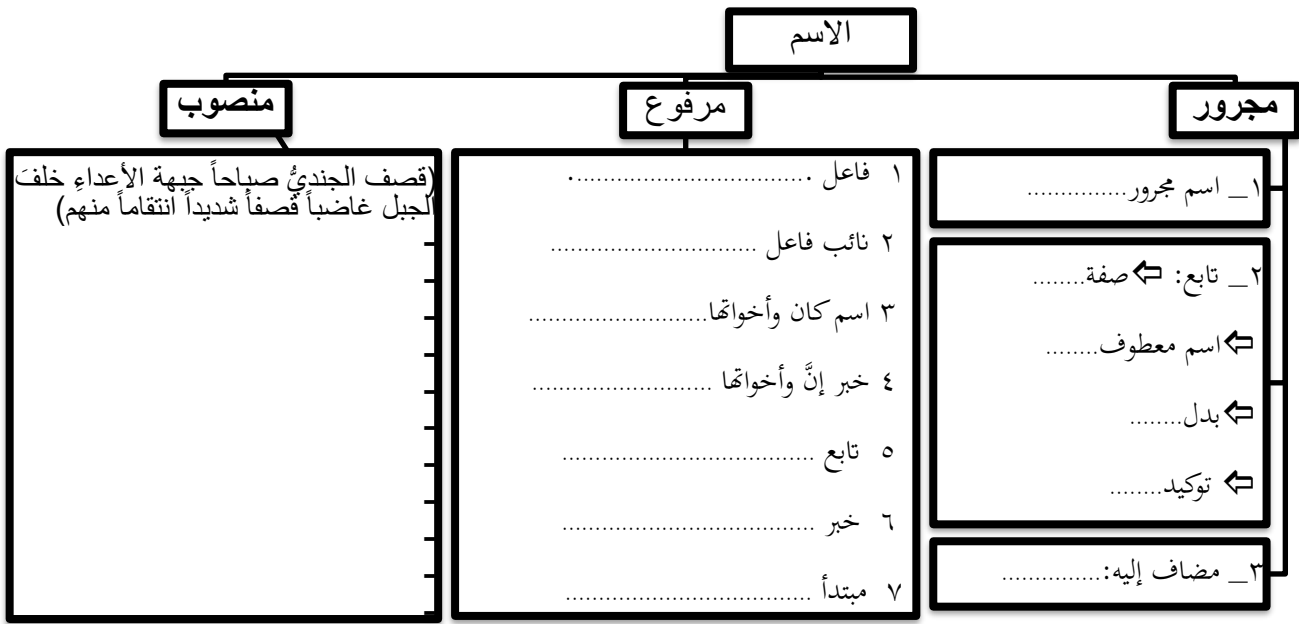 الاسم
مجرور
مرفوع
منصوب
١_ اسم مجرور...............
٢_ تابع: ⇦صفة........
⇦اسم معطوف........
⇦بدل........
⇦ توكيد........
٣_ مضاف إليه:...............
١ فاعل .................................
٢ نائب فاعل ..............................
٣ اسم كان وأخواتها..........................
٤ خبر إنَّ وأخواتها ..........................
٥ تابع .....................................
٦ خبر .....................................
٧ مبتدأ ....................................
(قصف الجنديُّ صباحاً جبهة الأعداءِ خلفَ
الجبل غاضباً قصفاً شديداً انتقاماً منهم)
–
–
–
–
–
–
–
–
–
–
–